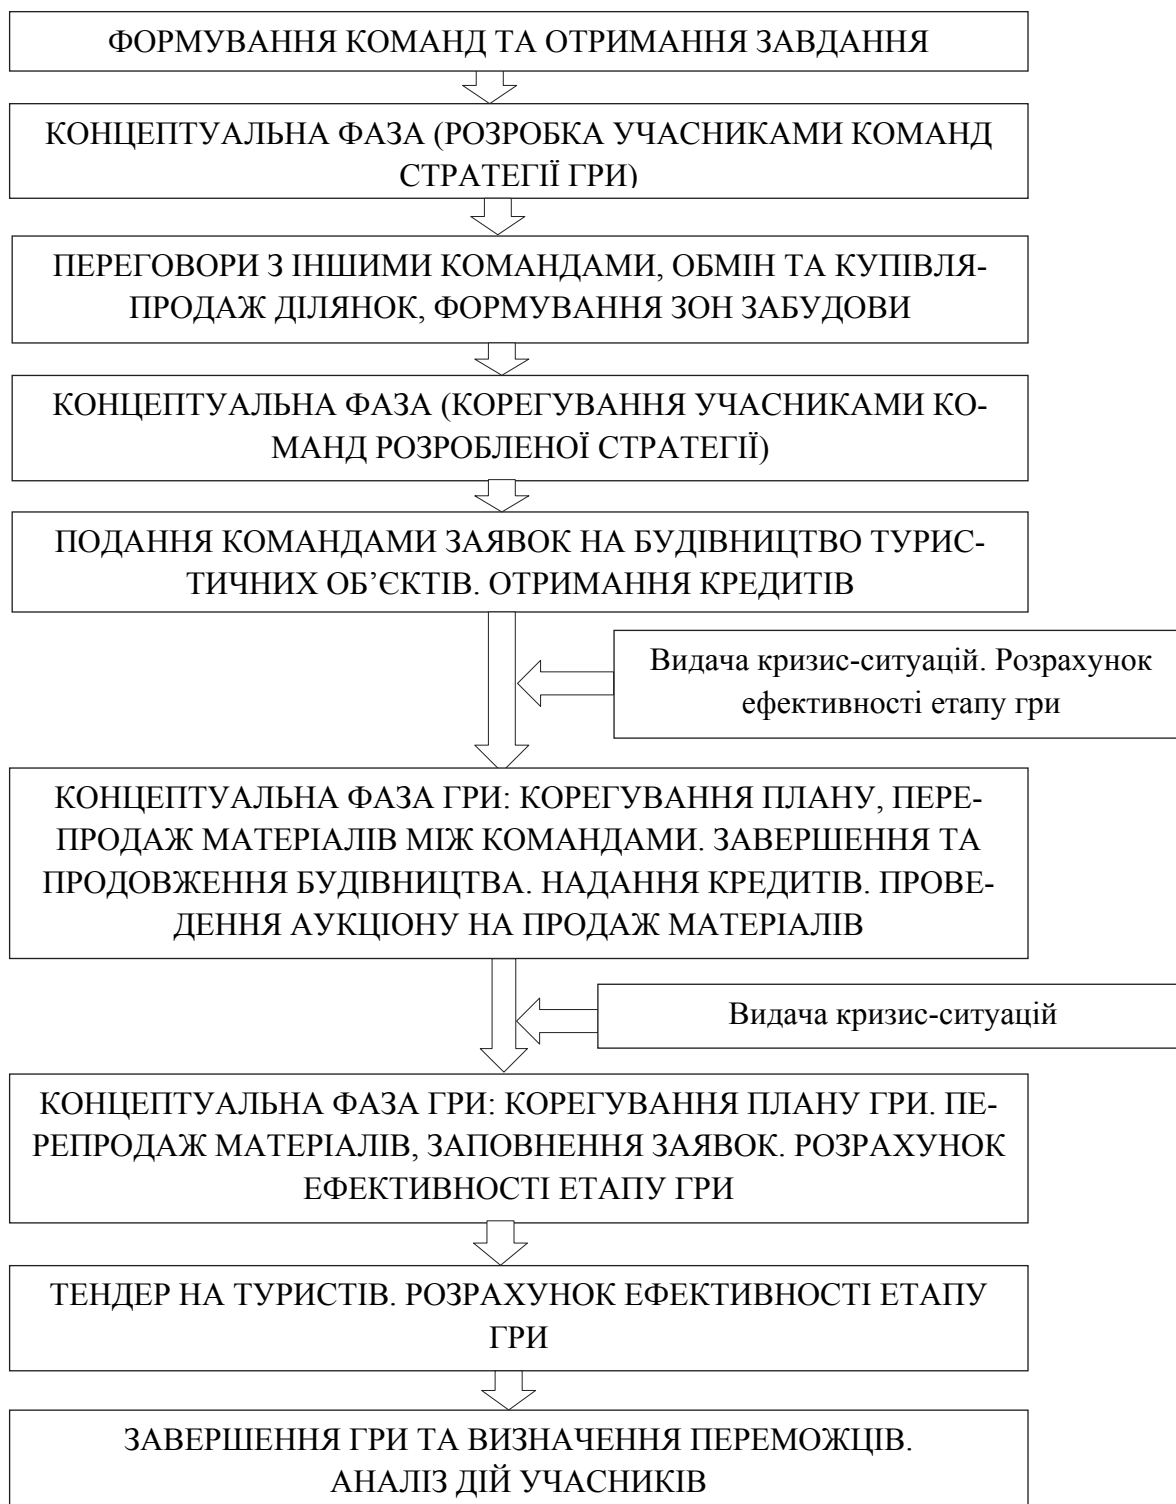 ФОРМУВАННЯ КОМАНД ТА ОТРИМАННЯ ЗАВДАННЯ
КОНЦЕПТУАЛЬНА ФАЗА (РОЗРОБКА УЧАСНИКАМИ КОМАНД
СТРАТЕГІЇ ГРИ)
ПЕРЕГОВОРИ З ІНШИМИ КОМАНДАМИ, ОБМІН ТА КУПІВЛЯ-
ПРОДАЖ ДІЛЯНОК, ФОРМУВАННЯ ЗОН ЗАБУДОВИ
КОНЦЕПТУАЛЬНА ФАЗА (КОРЕГУВАННЯ УЧАСНИКАМИ КО-
МАНД РОЗРОБЛЕНОЇ СТРАТЕГІЇ)
ПОДАННЯ КОМАНДАМИ ЗАЯВОК НА БУДІВНИЦТВО ТУРИС-
ТИЧНИХ ОБ’ЄКТІВ. ОТРИМАННЯ КРЕДИТІВ
Видача кризис-ситуацій. Розрахунок
ефективності етапу гри
КОНЦЕПТУАЛЬНА ФАЗА ГРИ: КОРЕГУВАННЯ ПЛАНУ, ПЕРЕ-
ПРОДАЖ МАТЕРІАЛІВ МІЖ КОМАНДАМИ. ЗАВЕРШЕННЯ ТА
ПРОДОВЖЕННЯ БУДІВНИЦТВА. НАДАННЯ КРЕДИТІВ. ПРОВЕ-
ДЕННЯ АУКЦІОНУ НА ПРОДАЖ МАТЕРІАЛІВ
Видача кризис-ситуацій
КОНЦЕПТУАЛЬНА ФАЗА ГРИ: КОРЕГУВАННЯ ПЛАНУ ГРИ. ПЕ-
РЕПРОДАЖ МАТЕРІАЛІВ, ЗАПОВНЕННЯ ЗАЯВОК. РОЗРАХУНОК
ЕФЕКТИВНОСТІ ЕТАПУ ГРИ
ТЕНДЕР НА ТУРИСТІВ. РОЗРАХУНОК ЕФЕКТИВНОСТІ ЕТАПУ
ГРИ
ЗАВЕРШЕННЯ ГРИ ТА ВИЗНАЧЕННЯ ПЕРЕМОЖЦІВ.
АНАЛІЗ ДІЙ УЧАСНИКІВ